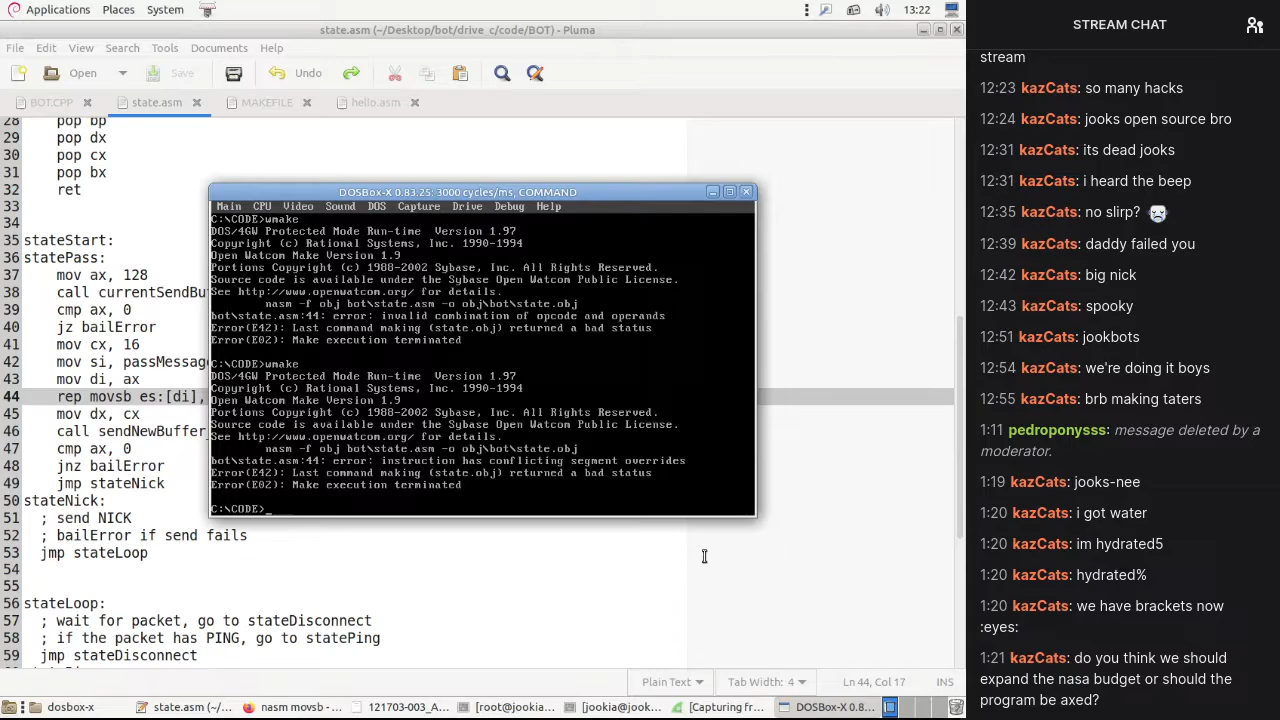 Applications Places System 13:22
state.asm (~/Desktop/bot/drive_c/code/BOT) - Pluma
File Edit View Search Tools Documents Help
Open Save Undo
BOT.CPP state.asm MAKEFILE hello.asm
28 pop bp
29 pop dx
30 pop cx
31 pop bx
32 ret
33
34
35 stateStart:
36 statePass:
37 mov ax, 128
38 call currentSendBu
39 cmp ax, 0
40 jz bailError
41 mov cx, 16
42 mov si, passMessage
43 mov di, ax
44 rep movsb es:[di],
45 mov dx, cx
46 call sendNewBuffer_
47 cmp ax, 0
48 jnz bailError
49 jmp stateNick
50 stateNick:
51 ; send NICK
52 ; bailError if send fails
53 jmp stateLoop
54
55
56 stateLoop:
57 ; wait for packet, go to stateDisconnect
58 ; if the packet has PING, go to statePing
59 jmp stateDisconnect
DOSBox-X 0.83.25: 3000 cycles/ms, COMMAND
Main CPU Video Sound DOS Capture Drive Debug Help
C:\CODE>wmake
DOS/4GW Protected Mode Run-time Version 1.97
Copyright (c) Rational Systems, Inc. 1990-1994
Open Watcom Make Version 1.9
Portions Copyright (c) 1988-2002 Sybase, Inc. All Rights Reserved.
Source code is available under the Sybase Open Watcom Public License.
See http://www.openwatcom.org/ for details.
nasm -f obj bot\state.asm -o obj\bot\state.obj
bot\state.asm:44: error: invalid combination of opcode and operands
Error(E42): Last command making (state.obj) returned a bad status
Error(E02): Make execution terminated
C:\CODE>wmake
DOS/4GW Protected Mode Run-time Version 1.97
Copyright (c) Rational Systems, Inc. 1990-1994
Open Watcom Make Version 1.9
Portions Copyright (c) 1988-2002 Sybase, Inc. All Rights Reserved.
Source code is available under the Sybase Open Watcom Public License.
See http://www.openwatcom.org/ for details.
nasm -f obj bot\state.asm -o obj\bot\state.obj
bot\state.asm:44: error: instruction has conflicting segment overrides
Error(E42): Last command making (state.obj) returned a bad status
Error(E02): Make execution terminated
C:\CODE>_
Plain Text Tab Width: 4 Ln 44, Col 17 INS
dosbox-x state.asm (~/... nasm movsb -... 121703-003_A... [root@jookia... [jookia@jook... [Capturing fr... DOSBox-X 0.8...
STREAM CHAT
stream
12:23 kazCats: so many hacks
12:24 kazCats: jooks open source bro
12:31 kazCats: its dead jooks
12:31 kazCats: i heard the beep
12:35 kazCats: no slirp?
12:39 kazCats: daddy failed you
12:42 kazCats: big nick
12:43 kazCats: spooky
12:51 kazCats: jookbots
12:54 kazCats: we're doing it boys
12:55 kazCats: brb making taters
1:11 pedroponysss: message deleted by a
moderator.
1:19 kazCats: jooks-nee
1:20 kazCats: i got water
1:20 kazCats: im hydrated5
1:20 kazCats: hydrated%
1:20 kazCats: we have brackets now
:eyes:
1:21 kazCats: do you think we should
expand the nasa budget or should the
program be axed?